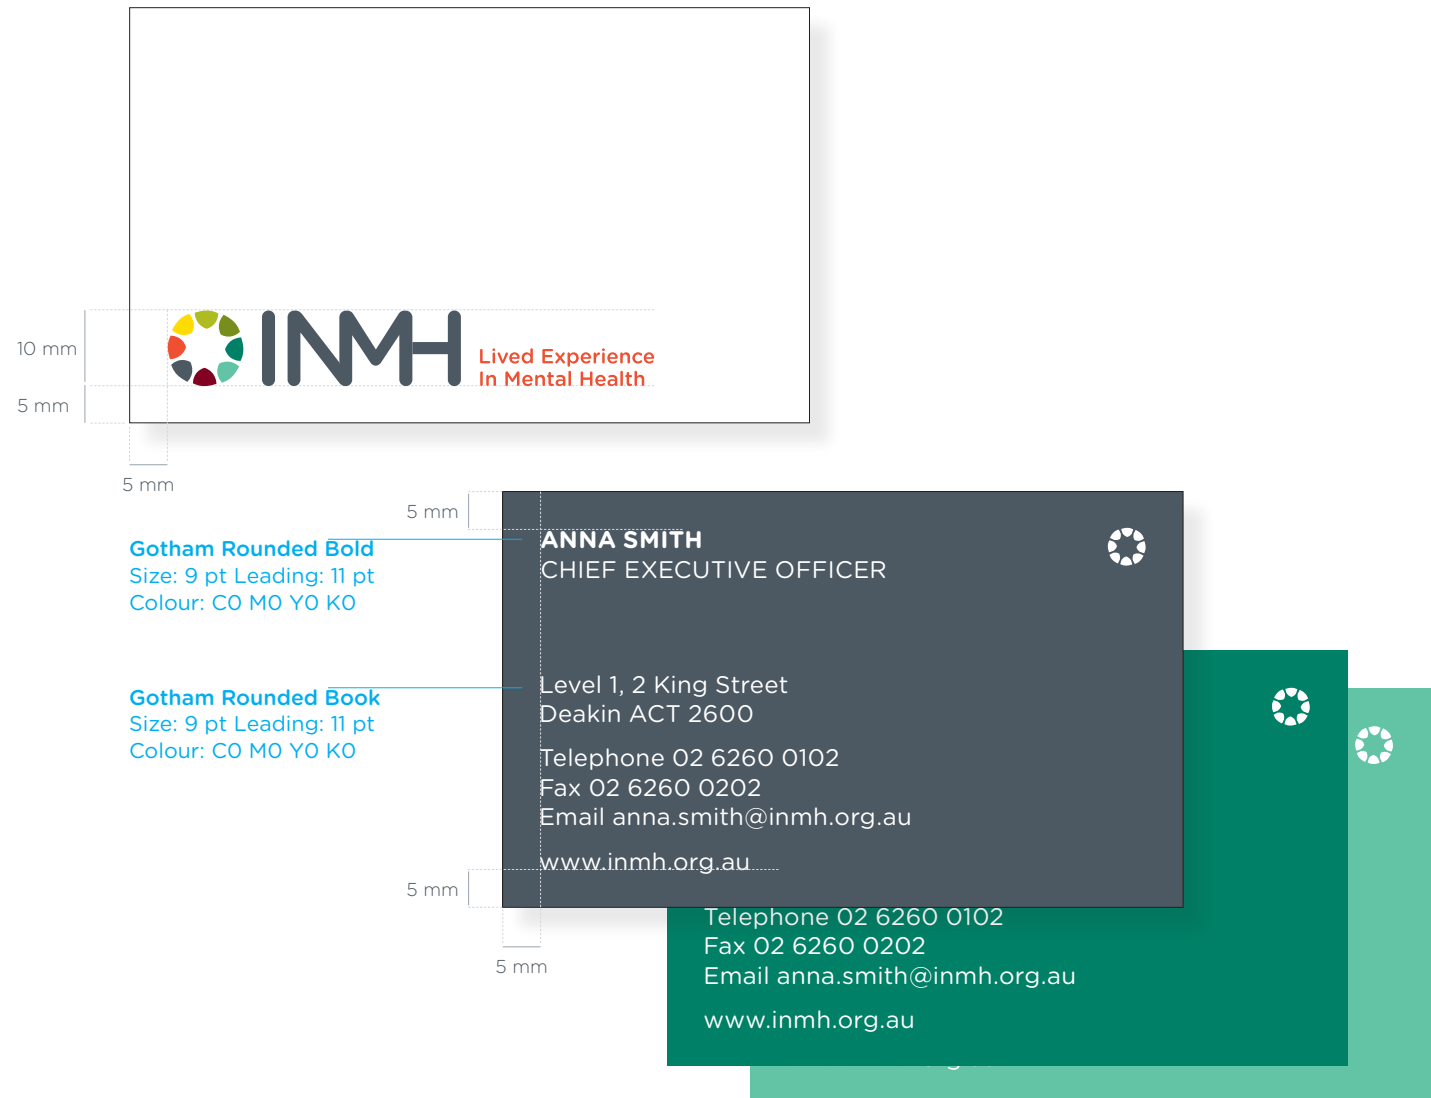 10 mm
5 mm
INMH
Lived Experience
In Mental Health
5 mm
5 mm
Gotham Rounded Bold
Size: 9 pt Leading: 11 pt
Colour: C0 M0 Y0 K0
ANNA SMITH
CHIEF EXECUTIVE OFFICER
Gotham Rounded Book
Size: 9 pt Leading: 11 pt
Colour: C0 M0 Y0 K0
Level 1, 2 King Street
Deakin ACT 2600
Telephone 02 6260 0102
Fax 02 6260 0202
Email anna.smith@inmh.org.au
www.inmh.org.au
5 mm
5 mm
Telephone 02 6260 0102
Fax 02 6260 0202
Email anna.smith@inmh.org.au
www.inmh.org.au